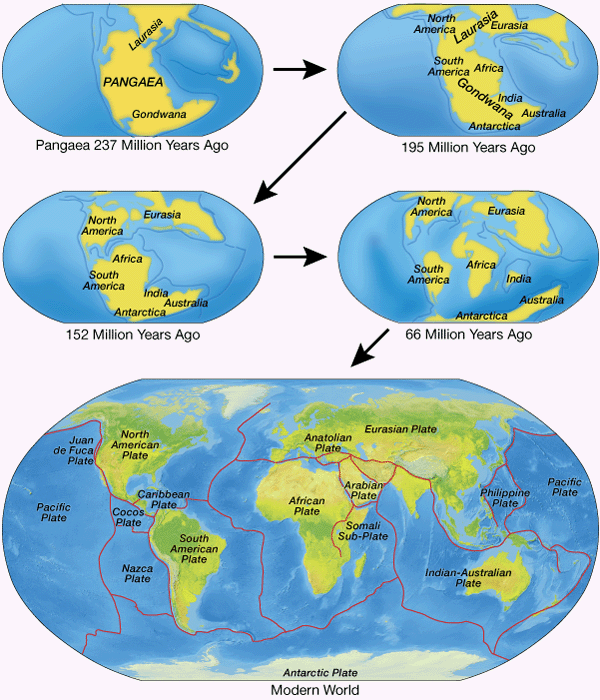 Laurasia
PANGAEA
Gondwana
Pangaea 237 Million Years Ago
North
America
Laurasia
Eurasia
South
America
Africa
Gondwana
India
Australia
Antarctica
195 Million Years Ago
North
America
Eurasia
Africa
South
America
India
Australia
Antarctica
152 Million Years Ago
North
America
Eurasia
South
America
Africa
India
Australia
Antarctica
66 Million Years Ago
Juan
de Fuca
Plate
North
American
Plate
Eurasian Plate
Anatolian
Plate
Pacific
Plate
Caribbean
Plate
Cocos
Plate
African
Plate
Arabian
Plate
Philippine
Plate
Pacific
Plate
Somali
Sub-Plate
South
American
Plate
Nazca
Plate
Indian-Australian
Plate
Antarctic Plate
Modern World